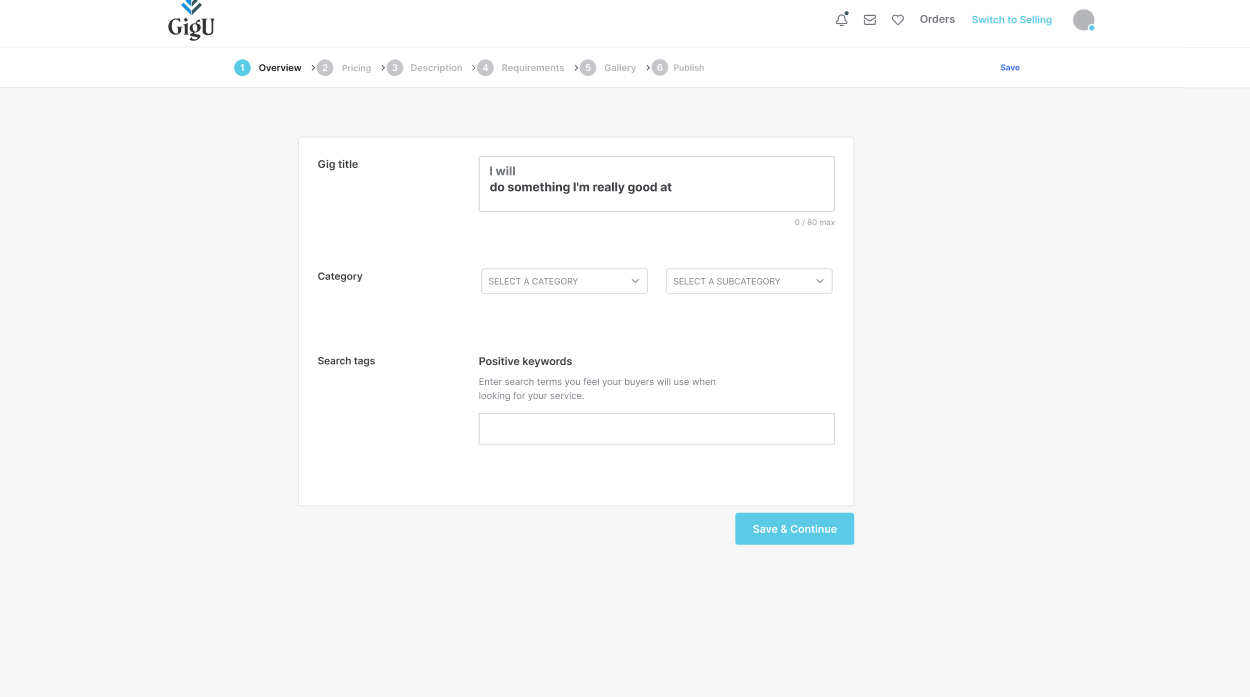 GigU
Orders
Switch to Selling
1 Overview
2 Pricing
3 Description
4 Requirements
5 Gallery
6 Publish
Save
Gig title
I will
do something I'm really good at
0 / 80 max
Category
SELECT A CATEGORY
SELECT A SUBCATEGORY
Search tags
Positive keywords
Enter search terms you feel your buyers will use when
looking for your service.
Save & Continue